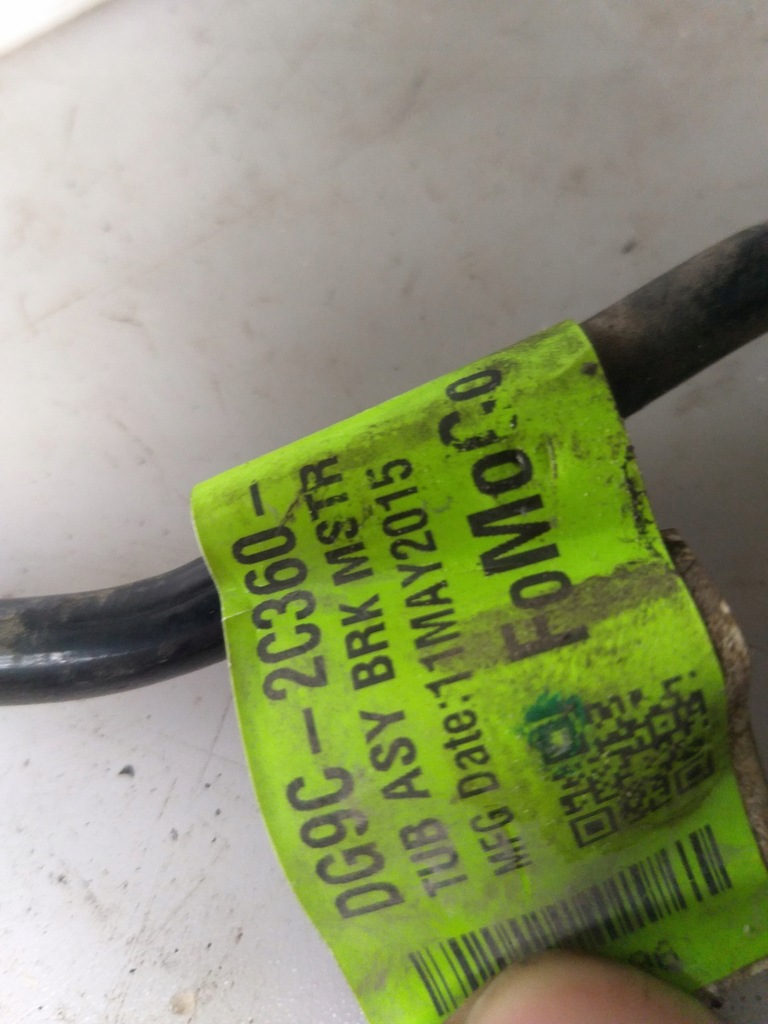 DG9C-2C360-
TUB ASY BRK MSTR
MFG Date:11MAY2015
FoMoCo